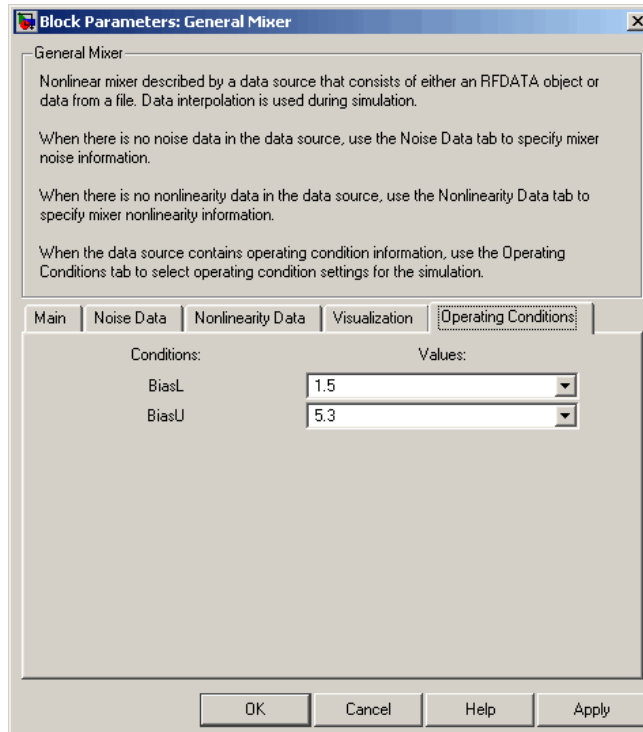 Block Parameters: General Mixer
General Mixer
Nonlinear mixer described by a data source that consists of either an RFDATA object or
data from a file. Data interpolation is used during simulation.
When there is no noise data in the data source, use the Noise Data tab to specify mixer
noise information.
When there is no nonlinearity data in the data source, use the Nonlinearity Data tab to
specify mixer nonlinearity information.
When the data source contains operating condition information, use the Operating
Conditions tab to select operating condition settings for the simulation.
Main Noise Data Nonlinearity Data Visualization Operating Conditions
Conditions: Values:
BiasL 1.5
BiasU 5.3
OK Cancel Help Apply